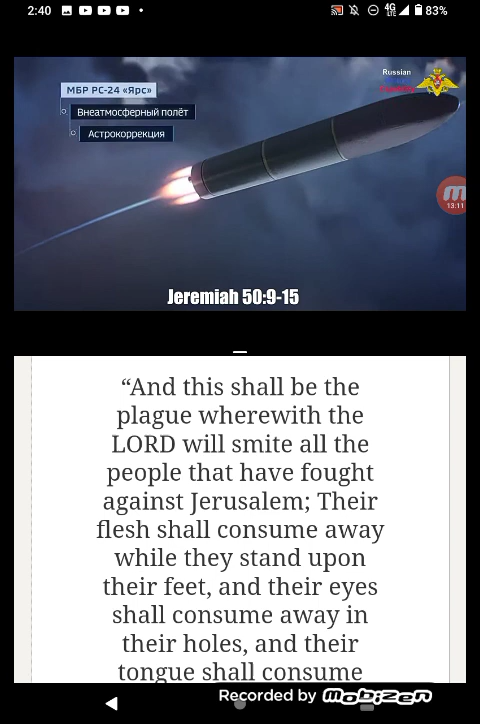 2:40
4G
LTE
83%
Russian
МБР РС-24 «Ярс»
Внеатмосферный полёт
Астрокоррекция
13:11
Jeremiah 50:9-15
“And this shall be the
plague wherewith the
LORD will smite all the
people that have fought
against Jerusalem; Their
flesh shall consume away
while they stand upon
their feet, and their eyes
shall consume away in
their holes, and their
tongue shall consume
Recorded by Mobizen